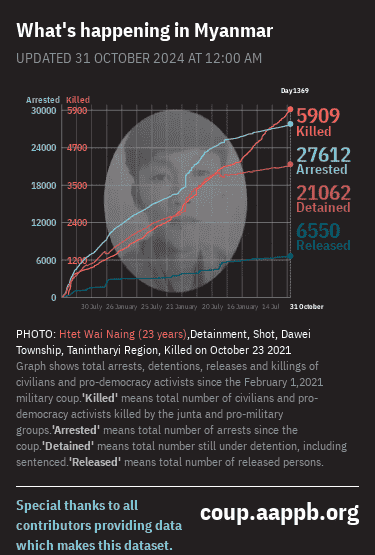 What's happening in Myanmar
UPDATED 31 OCTOBER 2024 AT 12:00 AM
Day1369
Arrested Killed
30000 5900
24000 4700
18000 3500
12000 2400
6000 1200
0
5909
Killed
27612
Arrested
21062
Detained
6550
Released
30 July 26 January 25 July 21 January 20 July 16 January 14 Jul 31 October
PHOTO: Htet Wai Naing (23 years),Detainment, Shot, Dawei
Township, Tanintharyi Region, Killed on October 23 2021
Graph shows total arrests, detentions, releases and killings of
civilians and pro-democracy activists since the February 1,2021
military coup.'Killed' means total number of civilians and pro-
democracy activists killed by the junta and pro-military
groups.'Arrested' means total number of arrests since the
coup.'Detained' means total number still under detention, including
sentenced.'Released' means total number of released persons.
Special thanks to all
contributors providing data
which makes this dataset.
coup.aappb.org